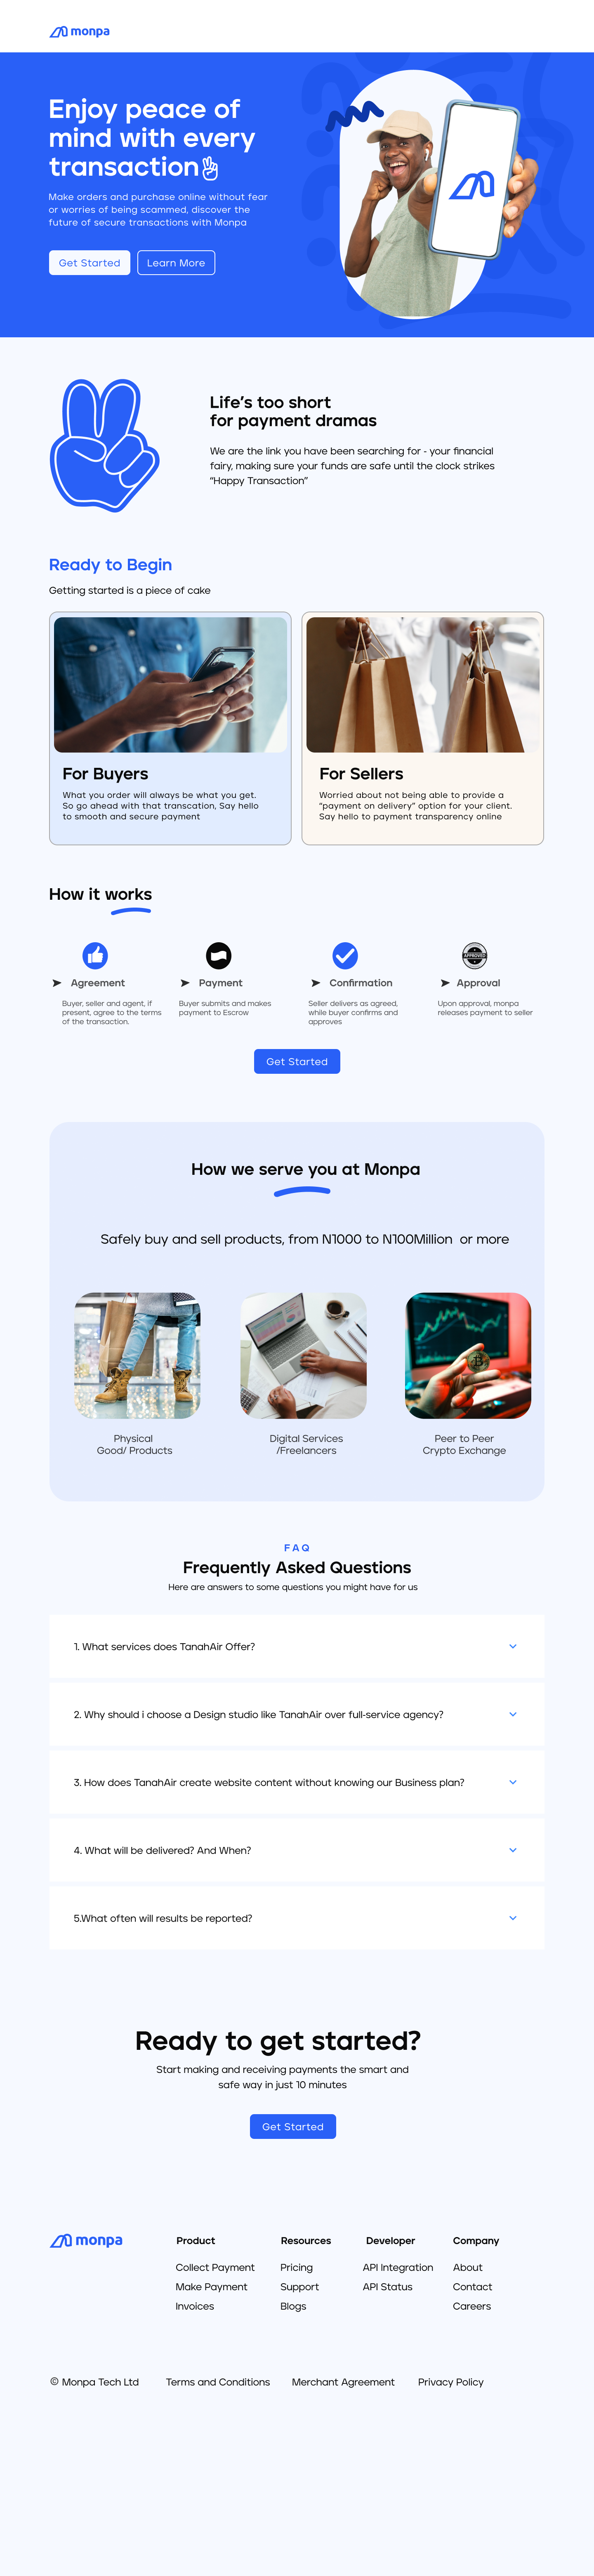 monpa
Enjoy peace of
mind with every
transaction
Make orders and purchase online without fear
or worries of being scammed, discover the
future of secure transactions with Monpa
Get Started
Learn More
Life's too short
for payment dramas
We are the link you have been searching for - your financial
fairy, making sure your funds are safe until the clock strikes
"Happy Transaction"
Ready to Begin
Getting started is a piece of cake
For Buyers
What you order will always be what you get.
So go ahead with that transcation, Say hello
to smooth and secure payment
For Sellers
Worried about not being able to provide a
"payment on delivery" option for your client.
Say hello to payment transparency online
How it works
Agreement
Buyer, seller and agent, if
present, agree to the terms
of the transaction.
Payment
Buyer submits and makes
payment to Escrow
Confirmation
Seller delivers as agreed,
while buyer confirms and
approves
APPROVED
Approval
Upon approval, monpa
releases payment to seller
Get Started
How we serve you at Monpa
Safely buy and sell products, from N1000 to N100Million or more
Physical
Good/ Products
Digital Services
/Freelancers
Peer to Peer
Crypto Exchange
FAQ
Frequently Asked Questions
Here are answers to some questions you might have for us
1. What services does TanahAir Offer?
2. Why should i choose a Design studio like TanahAir over full-service agency?
3. How does TanahAir create website content without knowing our Business plan?
4. What will be delivered? And When?
5.What often will results be reported?
Ready to get started?
Start making and receiving payments the smart and
safe way in just 10 minutes
Get Started
monpa
Product
Collect Payment
Make Payment
Invoices
Resources
Pricing
Support
Blogs
Developer
API Integration
API Status
Company
About
Contact
Careers
© Monpa Tech Ltd
Terms and Conditions
Merchant Agreement
Privacy Policy